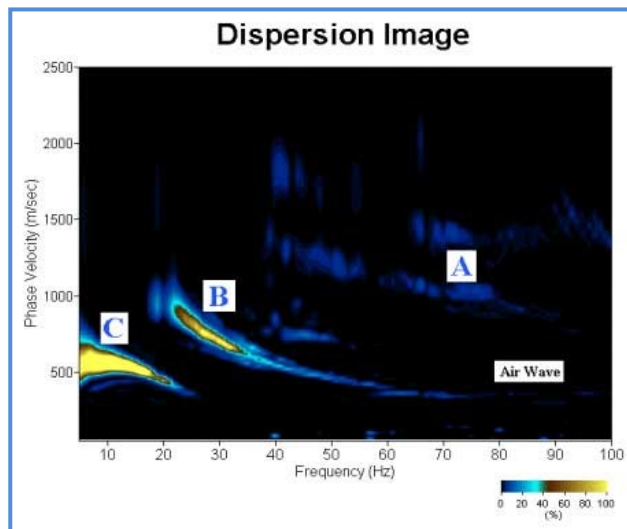 Dispersion Image
2500
2000
1500
1000
500
Phase Velocity (m/sec)
A
B
C
Air Wave
10 20 30 40 50 60 70 80 90 100
Frequency (Hz)
0 20 40 60 80 100
(%)